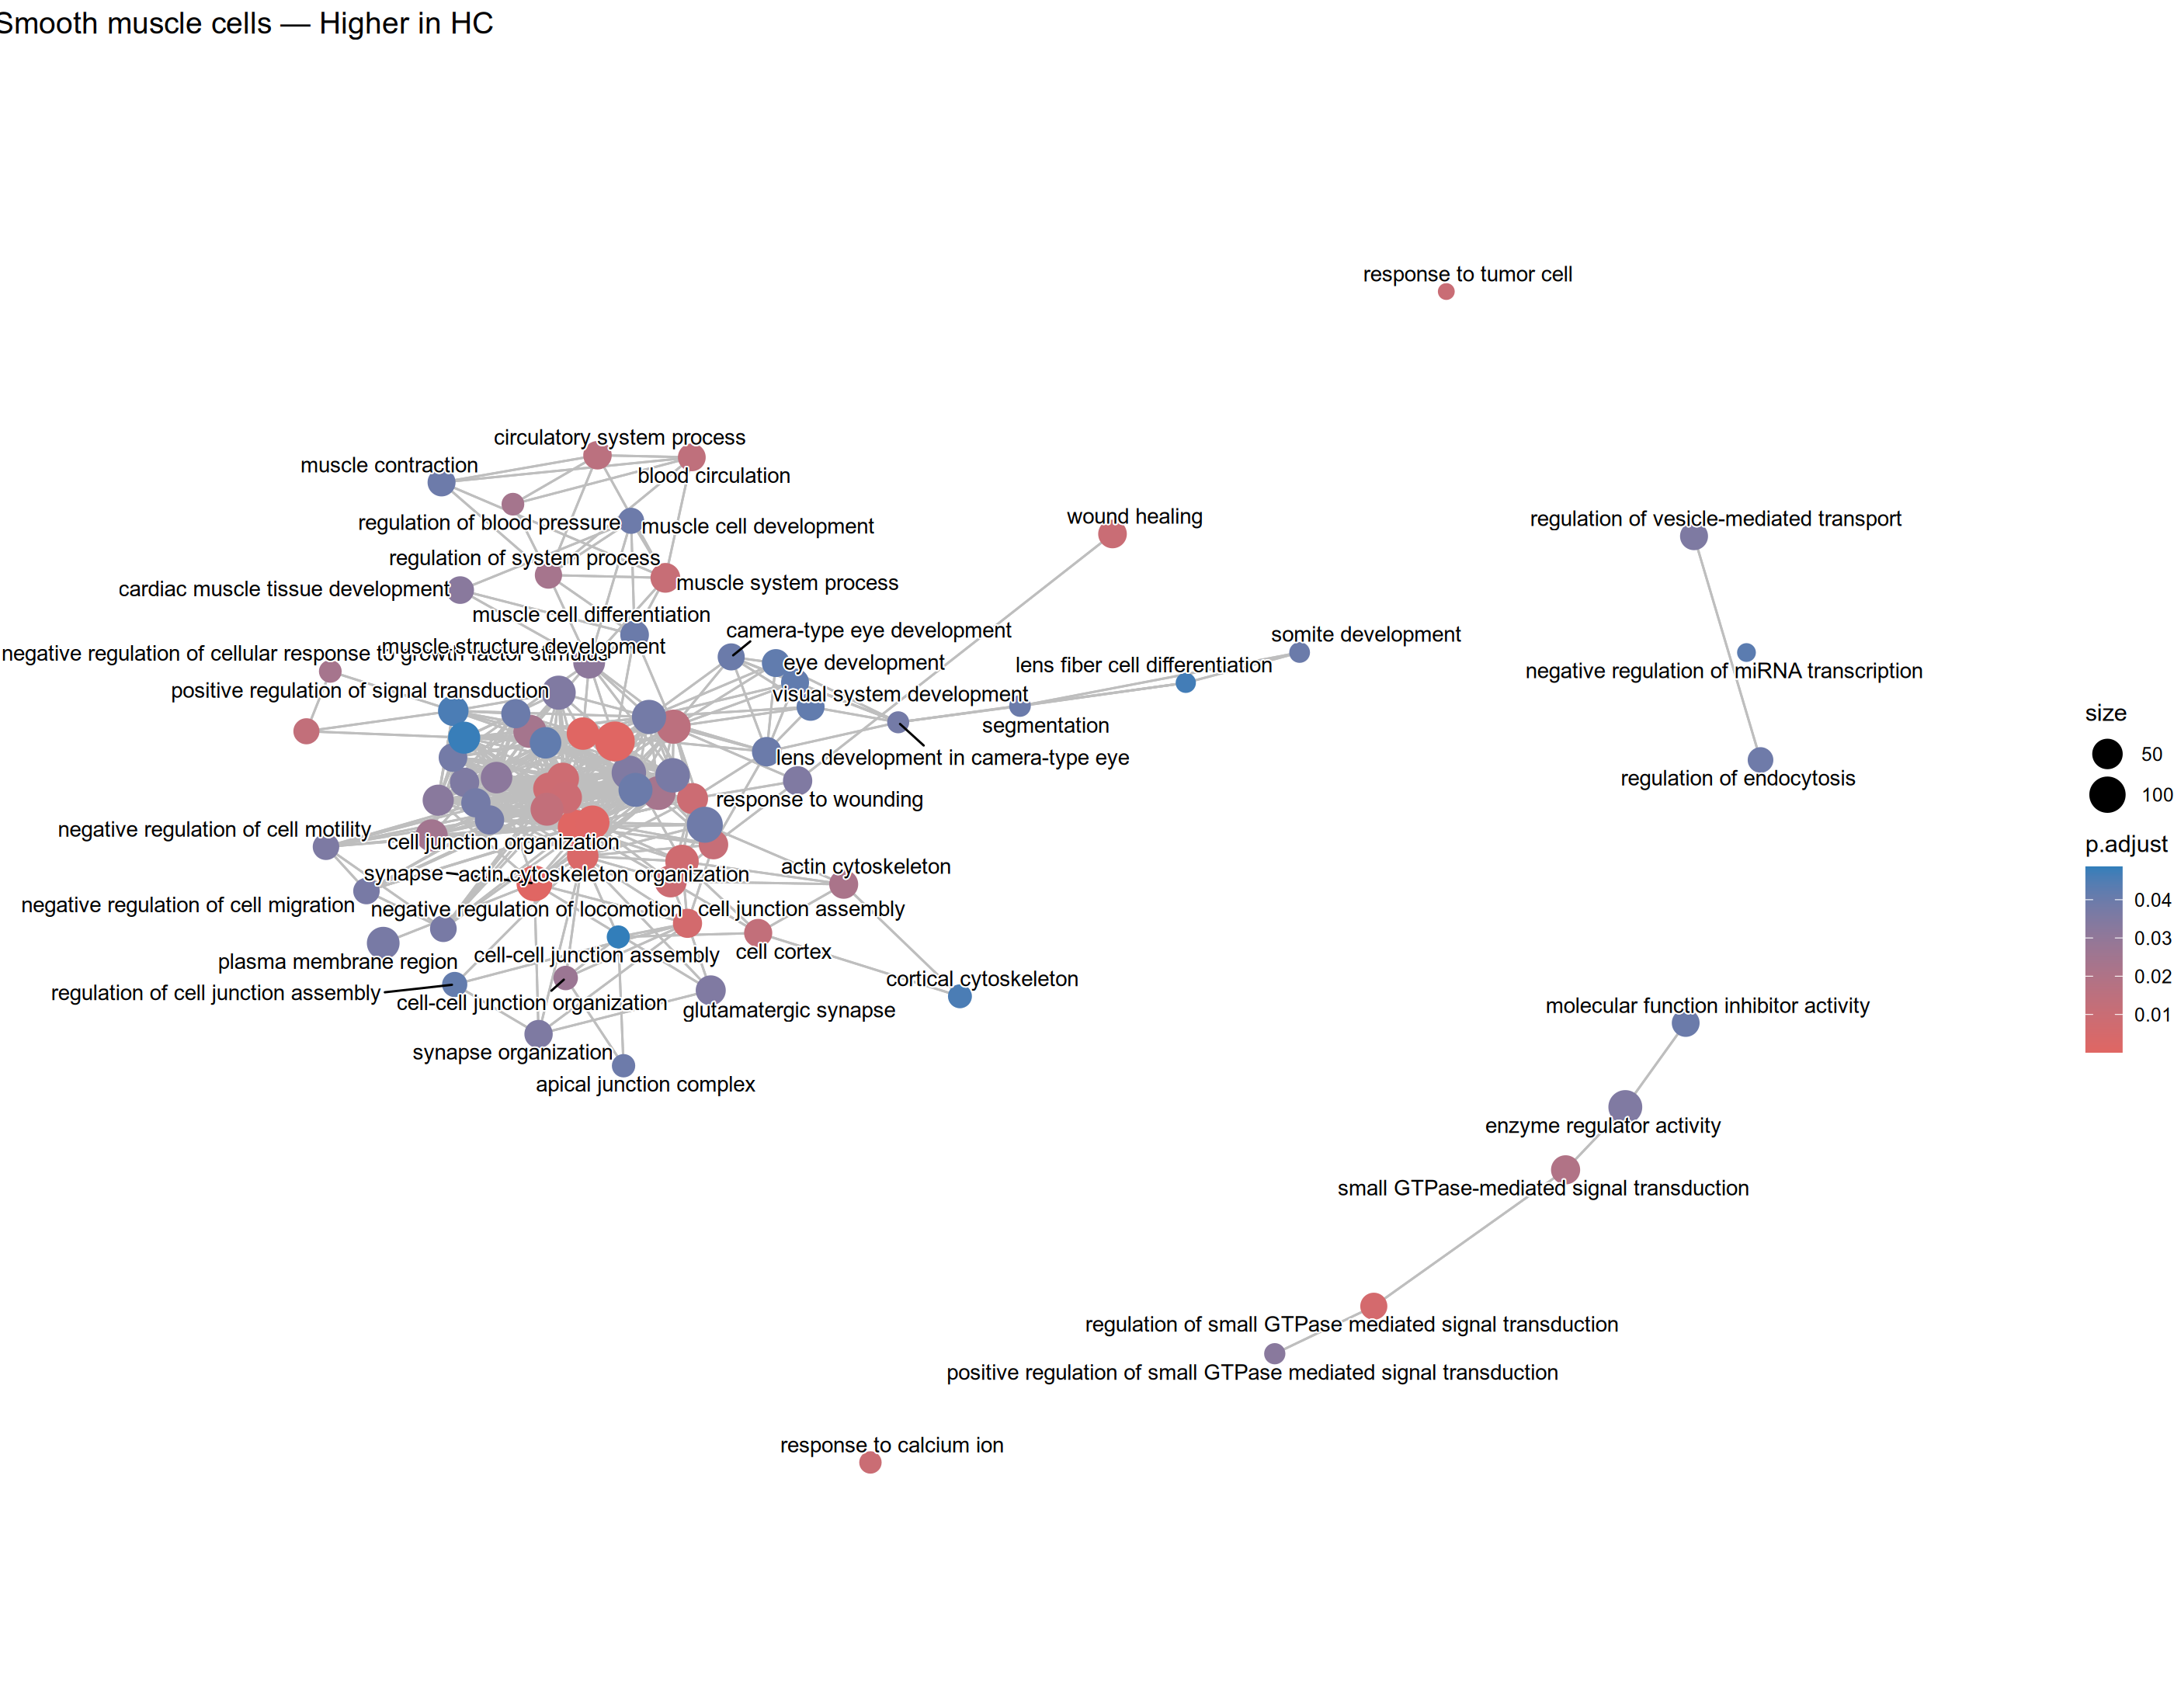 Smooth muscle cells — Higher in HC
response to tumor cell
circulatory system process
muscle contraction
blood circulation
regulation of blood pressure
muscle cell development
wound healing
regulation of vesicle-mediated transport
regulation of system process
cardiac muscle tissue development
muscle system process
muscle cell differentiation
camera-type eye development
somite development
muscle structure development
negative regulation of cellular response to growth factor stimulus
eye development
lens fiber cell differentiation
negative regulation of miRNA transcription
positive regulation of signal transduction
visual system development
segmentation
lens development in camera-type eye
regulation of endocytosis
response to wounding
negative regulation of cell motility
cell junction organization
synapse
actin cytoskeleton organization
actin cytoskeleton
negative regulation of cell migration
negative regulation of locomotion
cell junction assembly
cell-cell junction assembly
cell cortex
plasma membrane region
regulation of cell junction assembly
cell-cell junction organization
cortical cytoskeleton
glutamatergic synapse
synapse organization
apical junction complex
molecular function inhibitor activity
enzyme regulator activity
small GTPase-mediated signal transduction
regulation of small GTPase mediated signal transduction
positive regulation of small GTPase mediated signal transduction
response to calcium ion
size
50
100
p.adjust
0.04
0.03
0.02
0.01